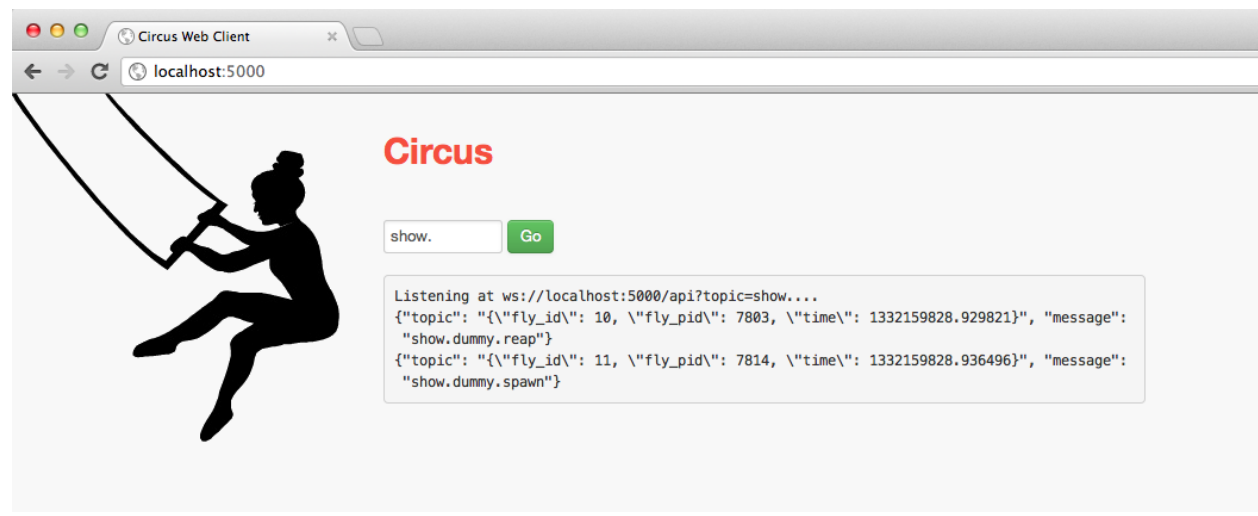 Circus Web Client
localhost:5000
Circus
show.
Go
Listening at ws://localhost:5000/api?topic=show....
{"topic": "{\"fly_id\": 10, \"fly_pid\": 7803, \"time\": 1332159828.929821}", "message":
"show.dummy.reap"}
{"topic": "{\"fly_id\": 11, \"fly_pid\": 7814, \"time\": 1332159828.936496}", "message":
"show.dummy.spawn"}